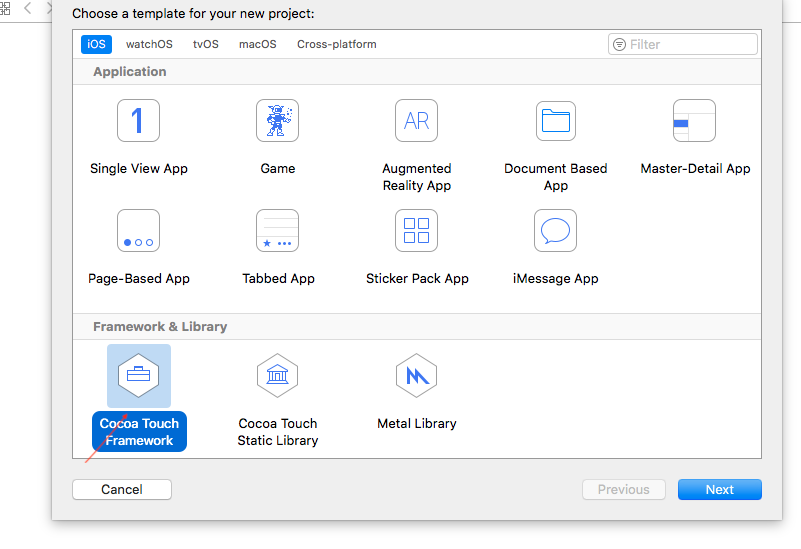 Choose a template for your new project:
iOS watchOS tvOS macOS Cross-platform Filter
Application
1
AR
Single View App
Game
Augmented
Reality App
Document Based
App
Master-Detail App
Page-Based App
Tabbed App
Sticker Pack App
iMessage App
Framework & Library
Cocoa Touch
Framework
Cocoa Touch
Static Library
Metal Library
Cancel Previous Next